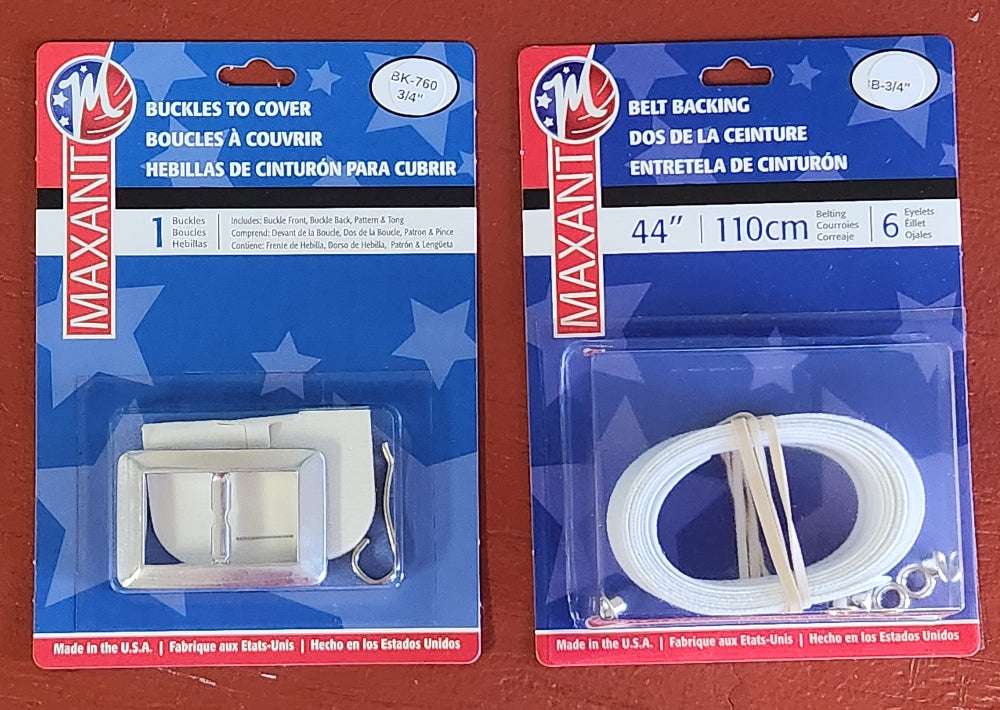 M
MAXANT
BK-760
3/4"
BUCKLES TO COVER
BOUCLES À COUVRIR
HEBILLAS DE CINTURÓN PARA CUBRIR
1
Buckles
Boucles
Hebillas
Includes: Buckle Front, Buckle Back, Pattern & Tong
Comprend: Devant de la Boucle, Dos de la Boucle, Patron & Pince
Contiene: Frente de Hebilla, Dorso de Hebilla, Patrón & Lengüeta
Made in the U.S.A. | Fabrique aux Etats-Unis | Hecho en los Estados Unidos
M
MAXANT
BB-3/4"
BELT BACKING
DOS DE LA CEINTURE
ENTRETELA DE CINTURÓN
44” | 110cm
Belting
Courroies
Correaje
6
Eyelets
Eillet
Ojales
Made in the U.S.A. | Fabrique aux Etats-Unis | Hecho en los Estados Unidos